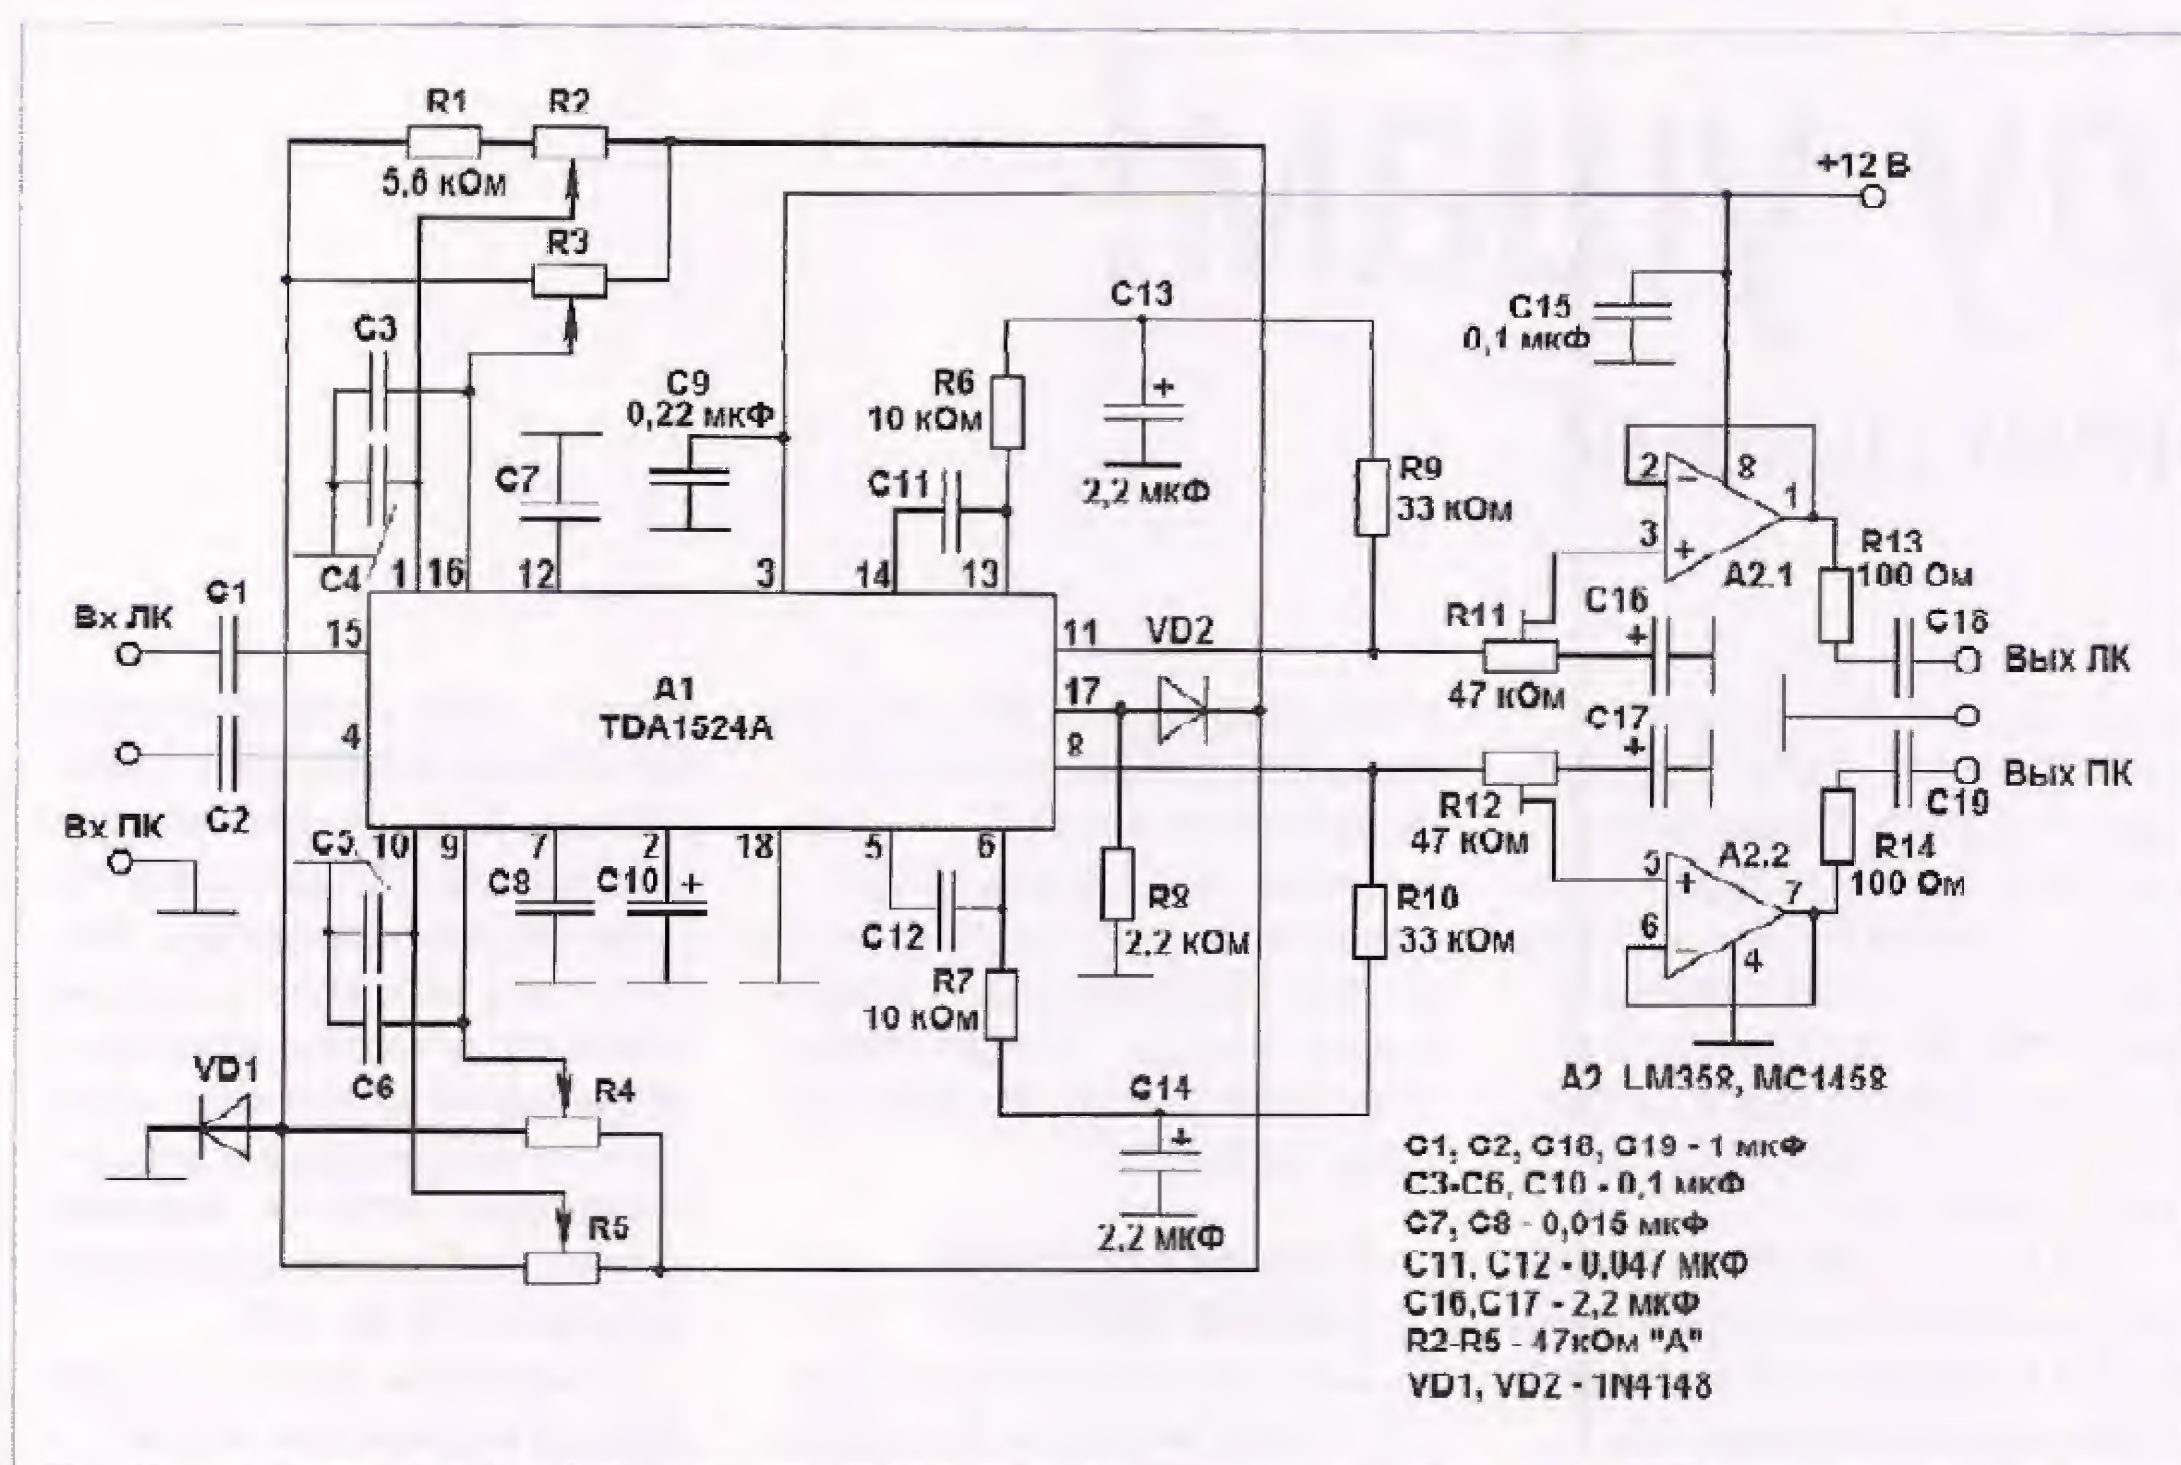 R1 R2
5,6 кОм
+12 В
R3
C3
C13
C15
0,1 мкФ
C9
0,22 мкФ
R6
10 кОм
C7
C11
2,2 мкФ
R9
33 кОм
2 8
1
3
R13
100 Ом
A2.1
C4 1 16 12 3 14 13
C1
Вх ЛК
15
11 VD2
R11
C16
C18
Вых ЛК
A1
TDA1524A
17
47 кОм
C17
4
8
Вых ПК
C2
Вх ПК
R12
47 кОм
C19
C5 10 9 7 2 18 5 6
A2.2
R14
100 Ом
5
7
C8 C10 +
R8
2.2 кОм
R10
33 кОм
C12
6
4
R7
10 кОм
VD1
C6
R4
C14
A2 LM358, MC1458
R5
2.2 мкФ
C1, C2, C18, C19 - 1 мкФ
C3-C6, C10 - 0,1 мкФ
C7, C8 - 0,015 мкФ
C11, C12 - 0,047 мкФ
C16,C17 - 2,2 мкФ
R2-R5 - 47кОм "А"
VD1, VD2 - 1N4148